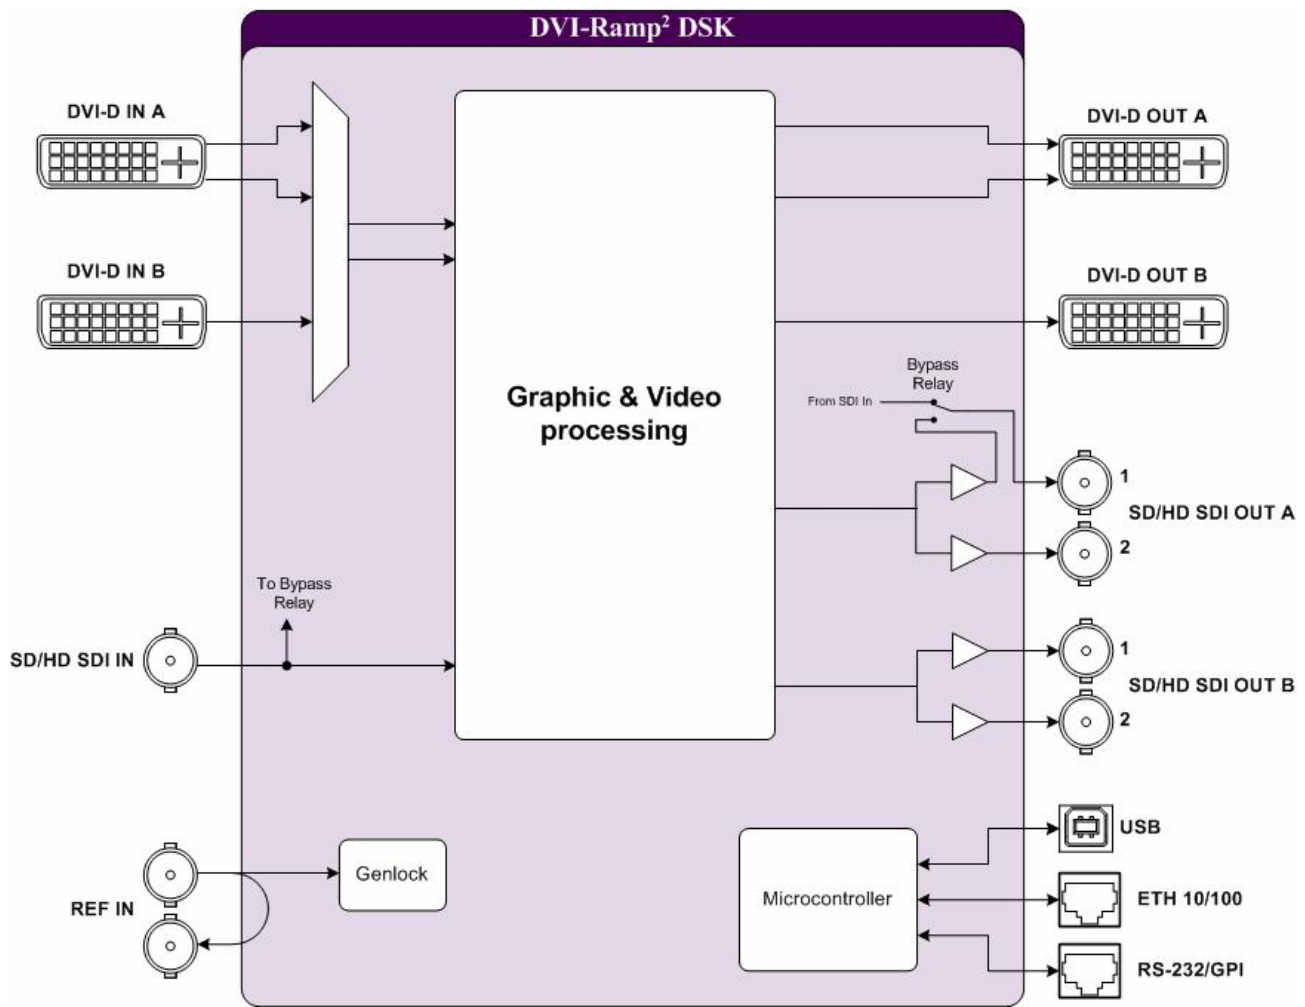 DVI-Ramp² DSK
DVI-D IN A
DVI-D OUT A
DVI-D IN B
DVI-D OUT B
Graphic & Video
processing
Bypass
Relay
From SDI In
1
SD/HD SDI OUT A
2
To Bypass
Relay
SD/HD SDI IN
1
SD/HD SDI OUT B
2
REF IN
Genlock
Microcontroller
USB
ETH 10/100
RS-232/GPI